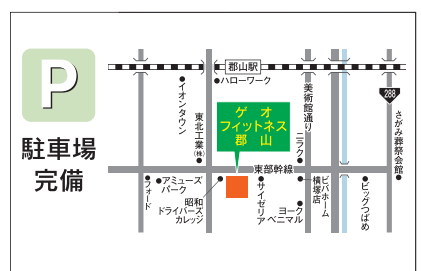 P
駐車場
完備
郡山駅
ハローワーク
イオンタウン
東北工業㈱
ゲオ
フィットネス
郡山
美術館通り
ニラク
288
さがみ葬祭会館
東部幹線
フォード
アミューズ
パーク
昭和
ドライバーズ
カレッジ
サイゼリア
ヨーク
ベニマル
ビバホーム
横塚店
ビッグつばめ